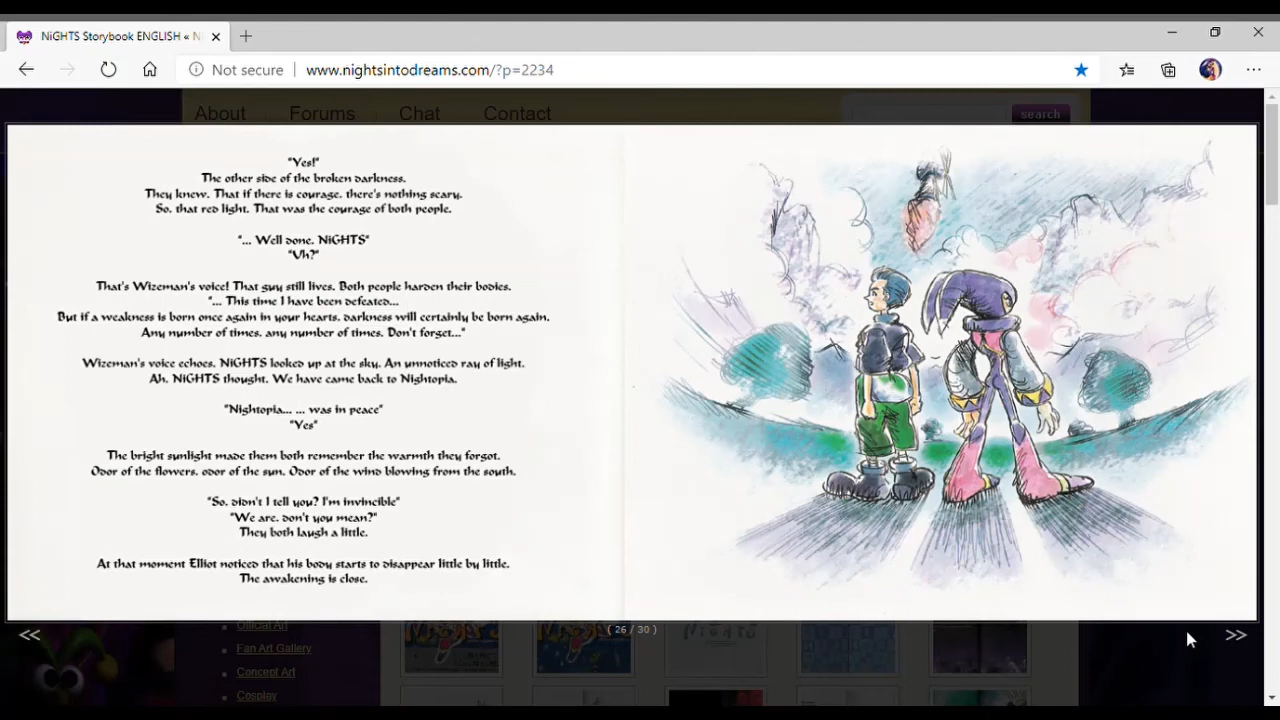 NiGHTS Storybook ENGLISH « N
Not secure
www.nightsintodreams.com/?p=2234
About Forums Chat Contact
search
"Yes!"
The other side of the broken darkness.
They knew. That if there is courage, there's nothing scary.
So, that red light. That was the courage of both people.
"... Well done, NiGHTS"
"Uh?"
That's Wizeman's voice! That guy still lives. Both people harden their bodies.
"... This time I have been defeated...
But if a weakness is born once again in your hearts, darkness will certainly be born again.
Any number of times, any number of times. Don't forget..."
Wizeman's voice echoes. NiGHTS looked up at the sky. An unnoticed ray of light.
Ah, NiGHTS thought. We have came back to Nightopia.
"Nightopia... ... was in peace"
"Yes"
The bright sunlight made them both remember the warmth they forgot.
Odor of the flowers, odor of the sun. Odor of the wind blowing from the south.
"So, didn't I tell you? I'm invincible"
"We are, don't you mean?"
They both laugh a little.
At that moment Elliot noticed that his body starts to disappear little by little.
The awakening is close.
<<
( 26 / 30 )
>>
Official Art
Fan Art Gallery
Concept Art
Cosplay